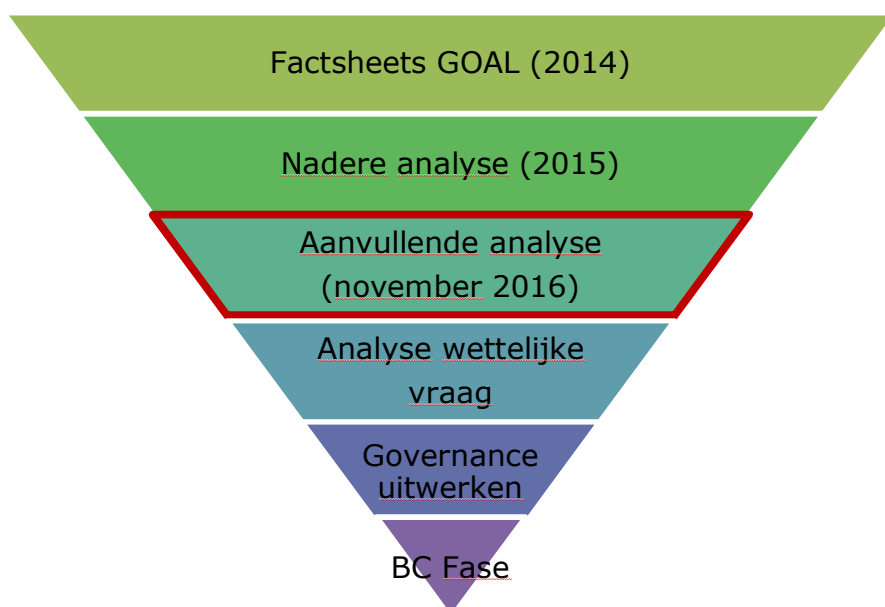 Factsheets GOAL (2014)
Nadere analyse (2015)
Aanvullende analyse
(november 2016)
Analyse wettelijke
vraag
Governance
uitwerken
BC Fase